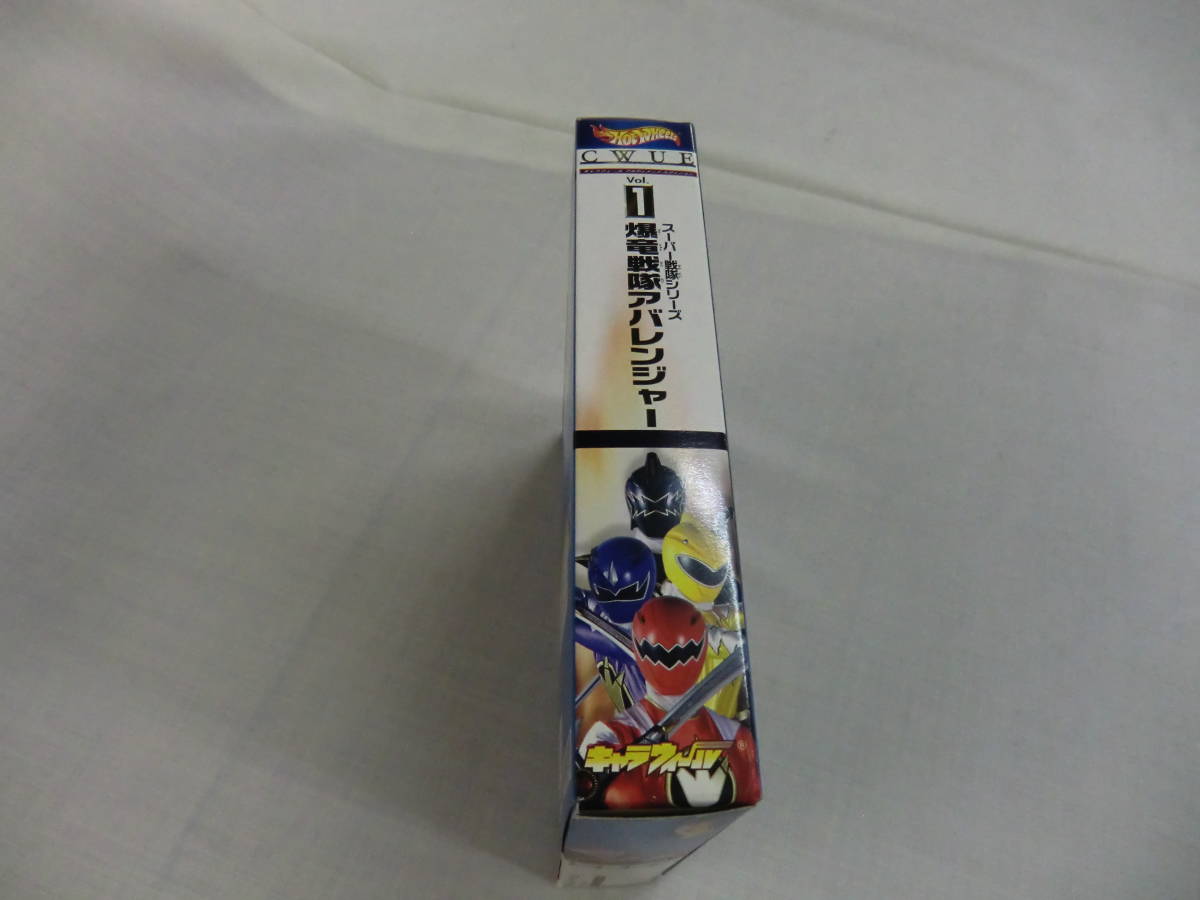 HOT WHEELS
CWUE
Vol.
1
スーパー戦隊シリーズ
爆竜戦隊アバレンジャー
キャラウィール
®